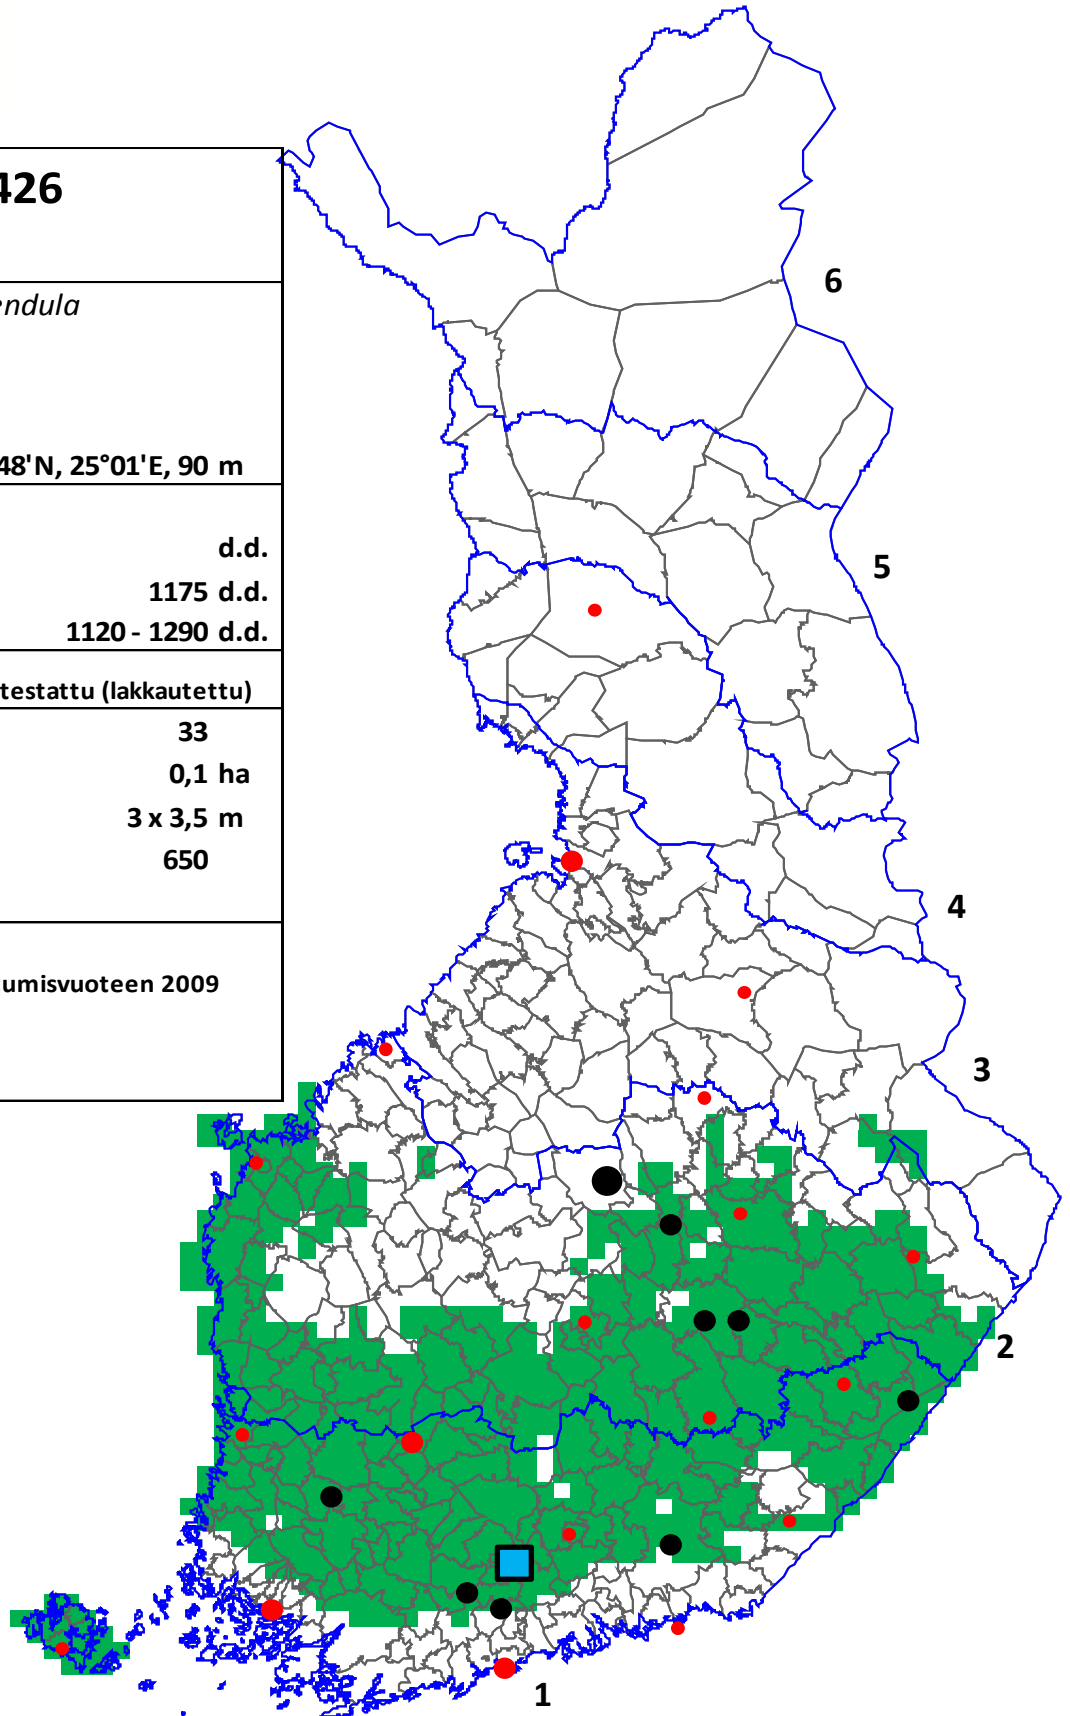 426
endula
48'N, 25°01'E, 90 m
d.d.
1175 d.d.
1120 - 1290 d.d.
testattu (lakkautettu)
33
0,1 ha
3 x 3,5 m
650
umisvuoteen 2009
6
5
4
3
2
1